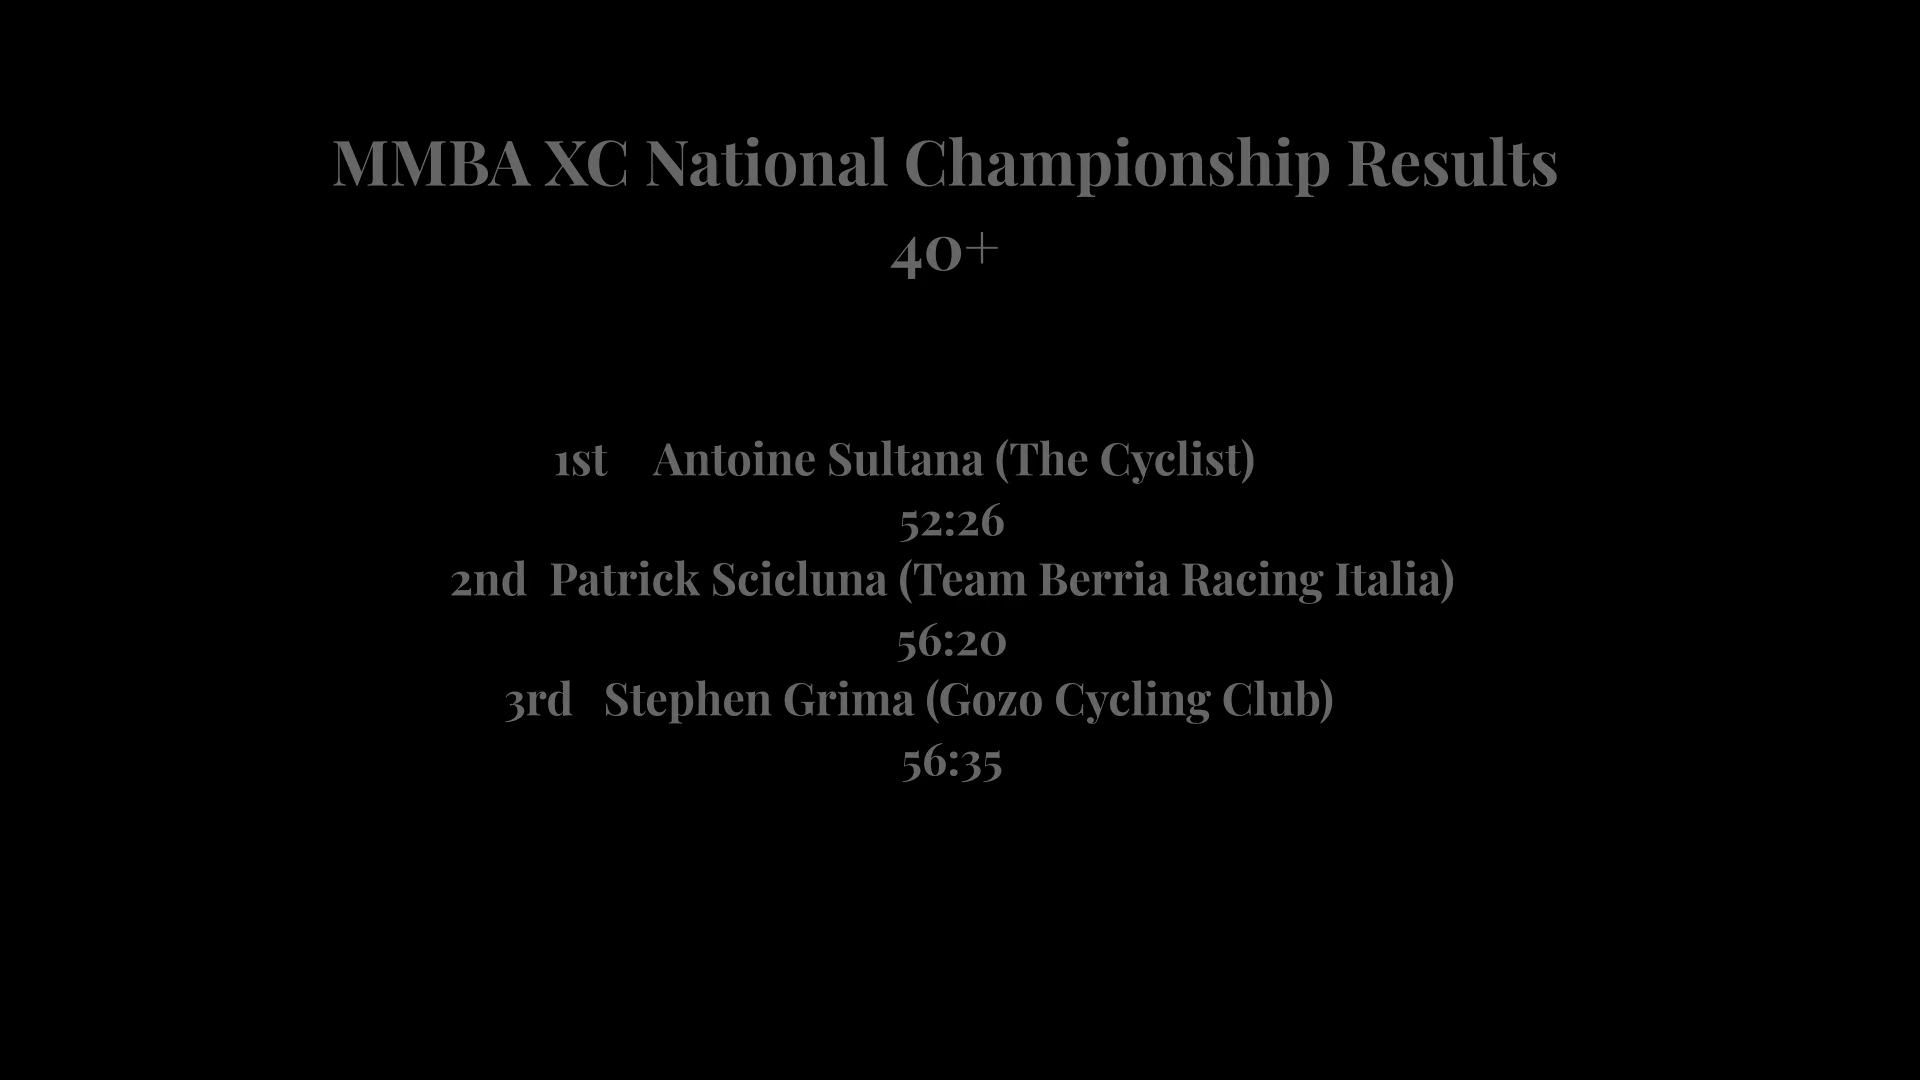 MMBA XC National Championship Results
40+
1st Antoine Sultana (The Cyclist)
52:26
2nd Patrick Scicluna (Team Berria Racing Italia)
56:20
3rd Stephen Grima (Gozo Cycling Club)
56:35